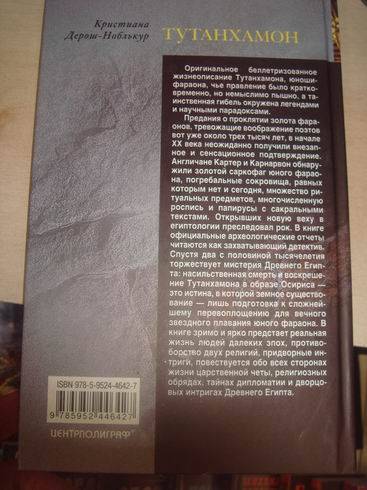 Кристиана
Дерош-Ноблькур
ТУТАНХАМОН
Оригинальное беллетризованное
жизнеописание Тутанхамона, юноши-
фараона, чье правление было кратко-
временно, но немыслимо пышно, а та-
инственная гибель окружена легендами
и научными парадоксами.
Предания о проклятии золота фара-
онов, тревожащие воображение поэтов
вот уже около трех тысяч лет, в начале
XX века неожиданно получили внезап-
ное и сенсационное подтверждение.
Англичане Картер и Карнарвон обнару-
жили золотой саркофаг юного фарао-
на, погребальные сокровища, равных
которым нет и сегодня, множество ри-
туальных предметов, многочисленную
роспись и папирусы с сакральными
текстами. Открывших новую веху в
египтологии преследовал рок. В книге
официальные археологические отчеты
читаются как захватывающий детектив.
Спустя два с половиной тысячелетия
торжествует мистерия Древнего Егип-
та: насильственная смерть и воскреше-
ние Тутанхамона в образе Осириса —
это истина, в которой земное существо-
вание — лишь подготовка к сложней-
шему перевоплощению для вечного
звездного плавания юного фараона. В
книге зримо и ярко предстает реальная
жизнь людей далеких эпох, противо-
борство двух религий, придворные ин-
триги, повествуется обо всех сторонах
жизни царственной четы, религиозных
обрядах, тайнах дипломатии и дворцо-
вых интригах Древнего Египта.
ISBN 978-5-9524-4642-7
9 785952 446427
ЦЕНТРПОЛИГРАФ